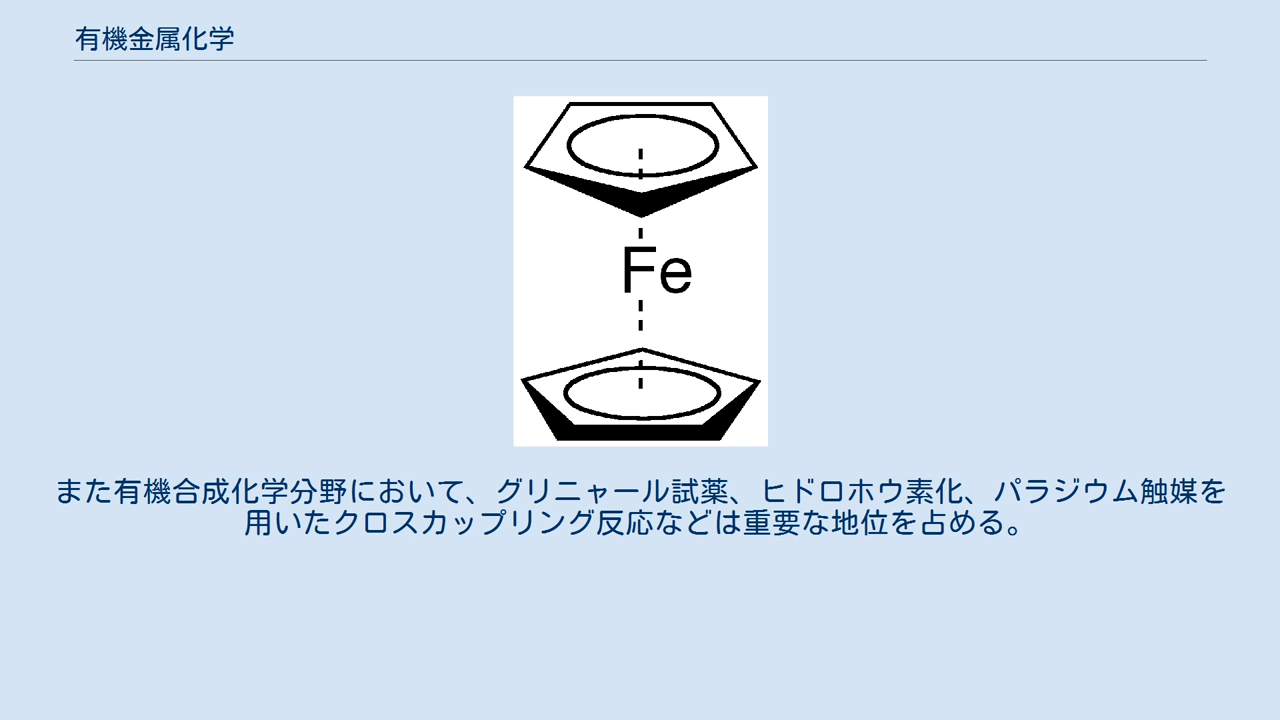 有機金属化学
Fe
また有機合成化学分野において、グリニャール試薬、ヒドロホウ素化、パラジウム触媒を
用いたクロスカップリング反応などは重要な地位を占める。